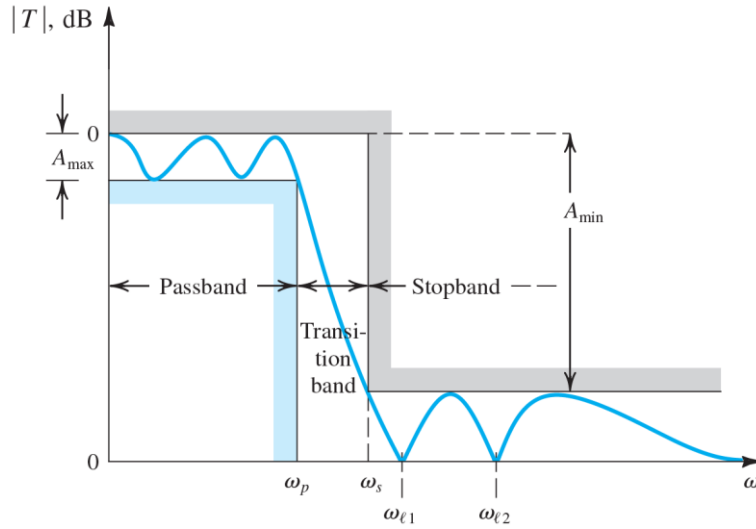 |T|, dB
0
A_max
A_min
Passband
Stopband
Transi-
tion
band
0
ω_p
ω_s
ω
ω_ℓ1
ω_ℓ2